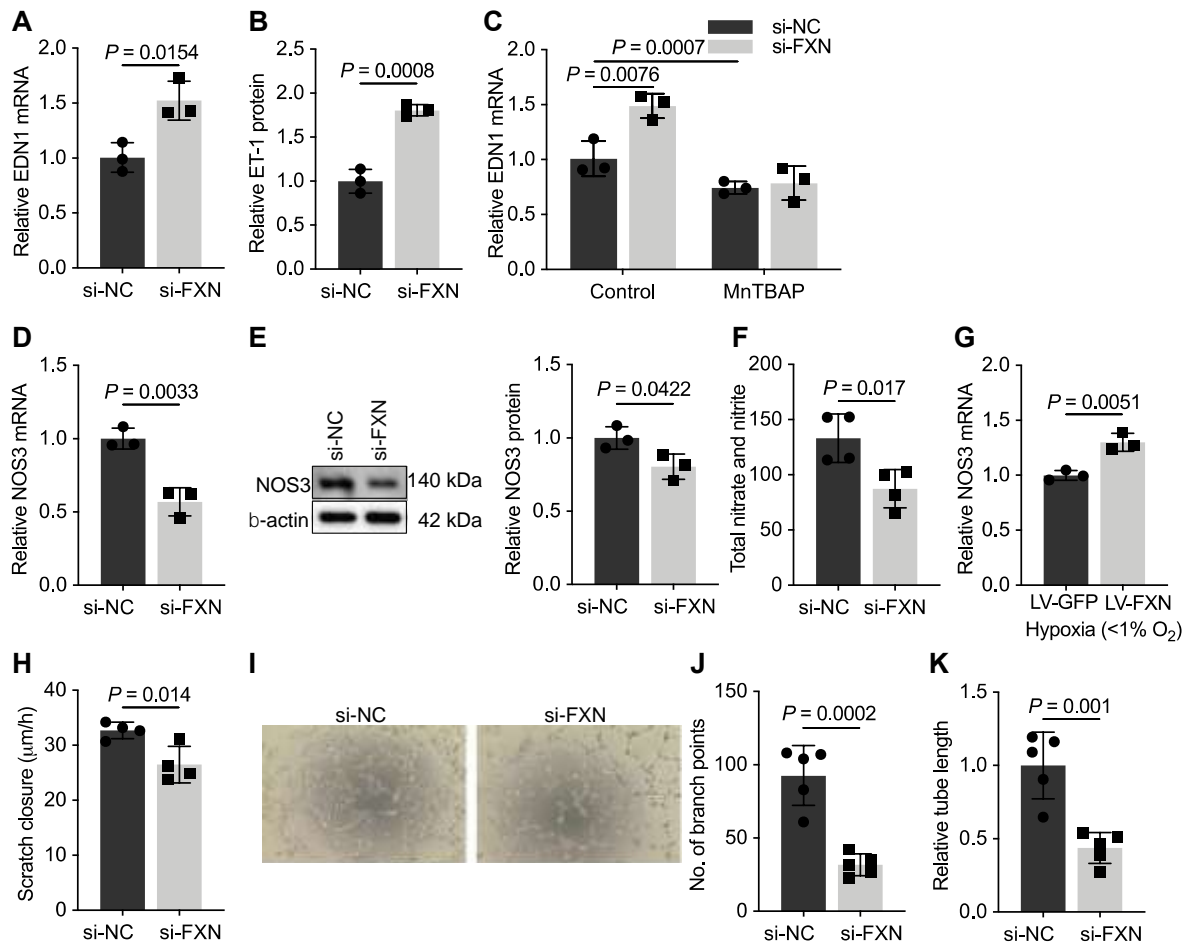 A
Relative EDN1 mRNA
2.0
1.5
1.0
0.5
0.0
P = 0.0154
si-NC
si-FXN
B
Relative ET-1 protein
2.5
2.0
1.5
1.0
0.5
0.0
P = 0.0008
si-NC
si-FXN
C
si-NC
si-FXN
Relative EDN1 mRNA
2.0
1.5
1.0
0.5
0.0
P = 0.0007
P = 0.0076
Control
MnTBAP
D
Relative NOS3 mRNA
1.5
1.0
0.5
0.0
P = 0.0033
si-NC
si-FXN
E
si-NC
si-FXN
NOS3
140 kDa
b-actin
42 kDa
Relative NOS3 protein
1.5
1.0
0.5
0.0
P = 0.0422
si-NC
si-FXN
F
Total nitrate and nitrite
200
150
100
50
0
P = 0.017
si-NC
si-FXN
G
Relative NOS3 mRNA
2.0
1.5
1.0
0.5
0.0
P = 0.0051
LV-GFP LV-FXN
Hypoxia (<1% O₂)
H
Scratch closure (μm/h)
40
30
20
10
0
P = 0.014
si-NC
si-FXN
I
si-NC
si-FXN
J
No. of branch points
150
100
50
0
P = 0.0002
si-NC
si-FXN
K
Relative tube length
1.5
1.0
0.5
0.0
P = 0.001
si-NC
si-FXN